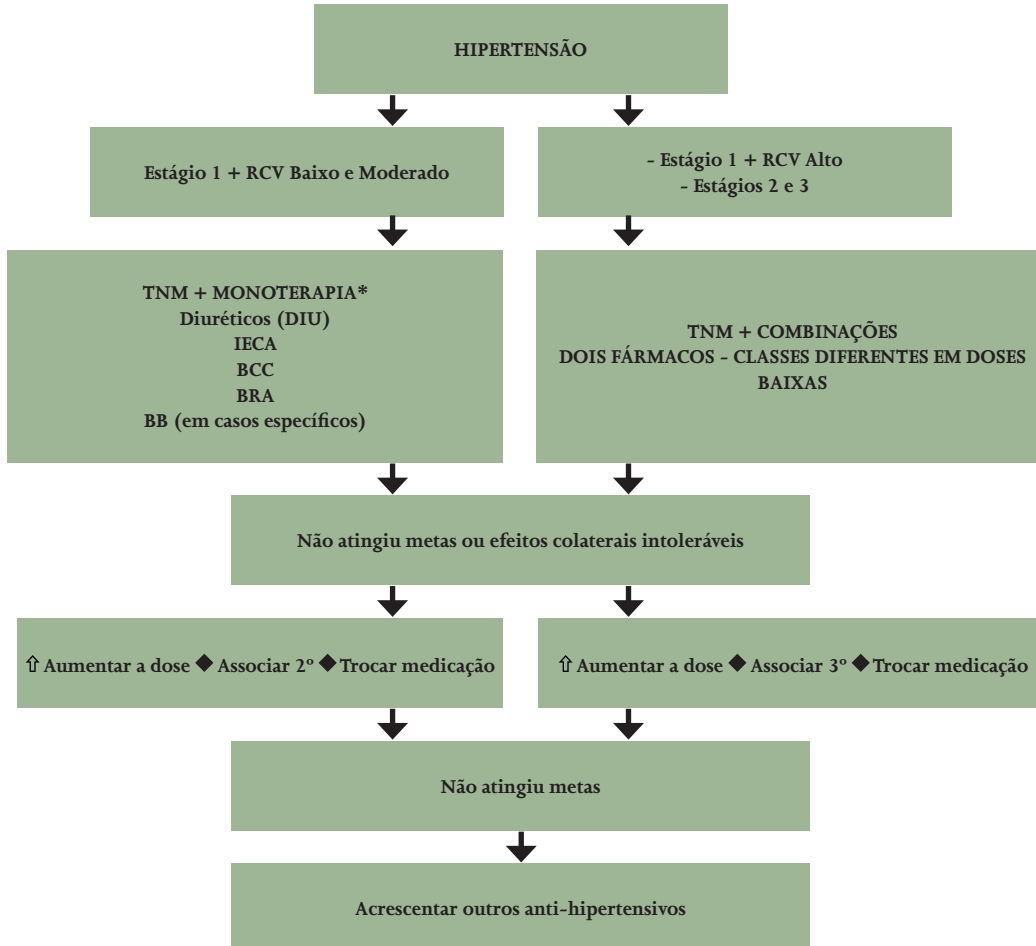 HIPERTENSÃO
Estágio 1 + RCV Baixo e Moderado
- Estágio 1 + RCV Alto
- Estágios 2 e 3
TNM + MONOTERAPIA*
Diuréticos (DIU)
IECA
BCC
BRA
BB (em casos específicos)
TNM + COMBINAÇÕES
DOIS FÁRMACOS - CLASSES DIFERENTES EM DOSES
BAIXAS
Não atingiu metas ou efeitos colaterais intoleráveis
⇧ Aumentar a dose ◆ Associar 2º ◆ Trocar medicação
⇧ Aumentar a dose ◆ Associar 3º ◆ Trocar medicação
Não atingiu metas
Acrescentar outros anti-hipertensivos